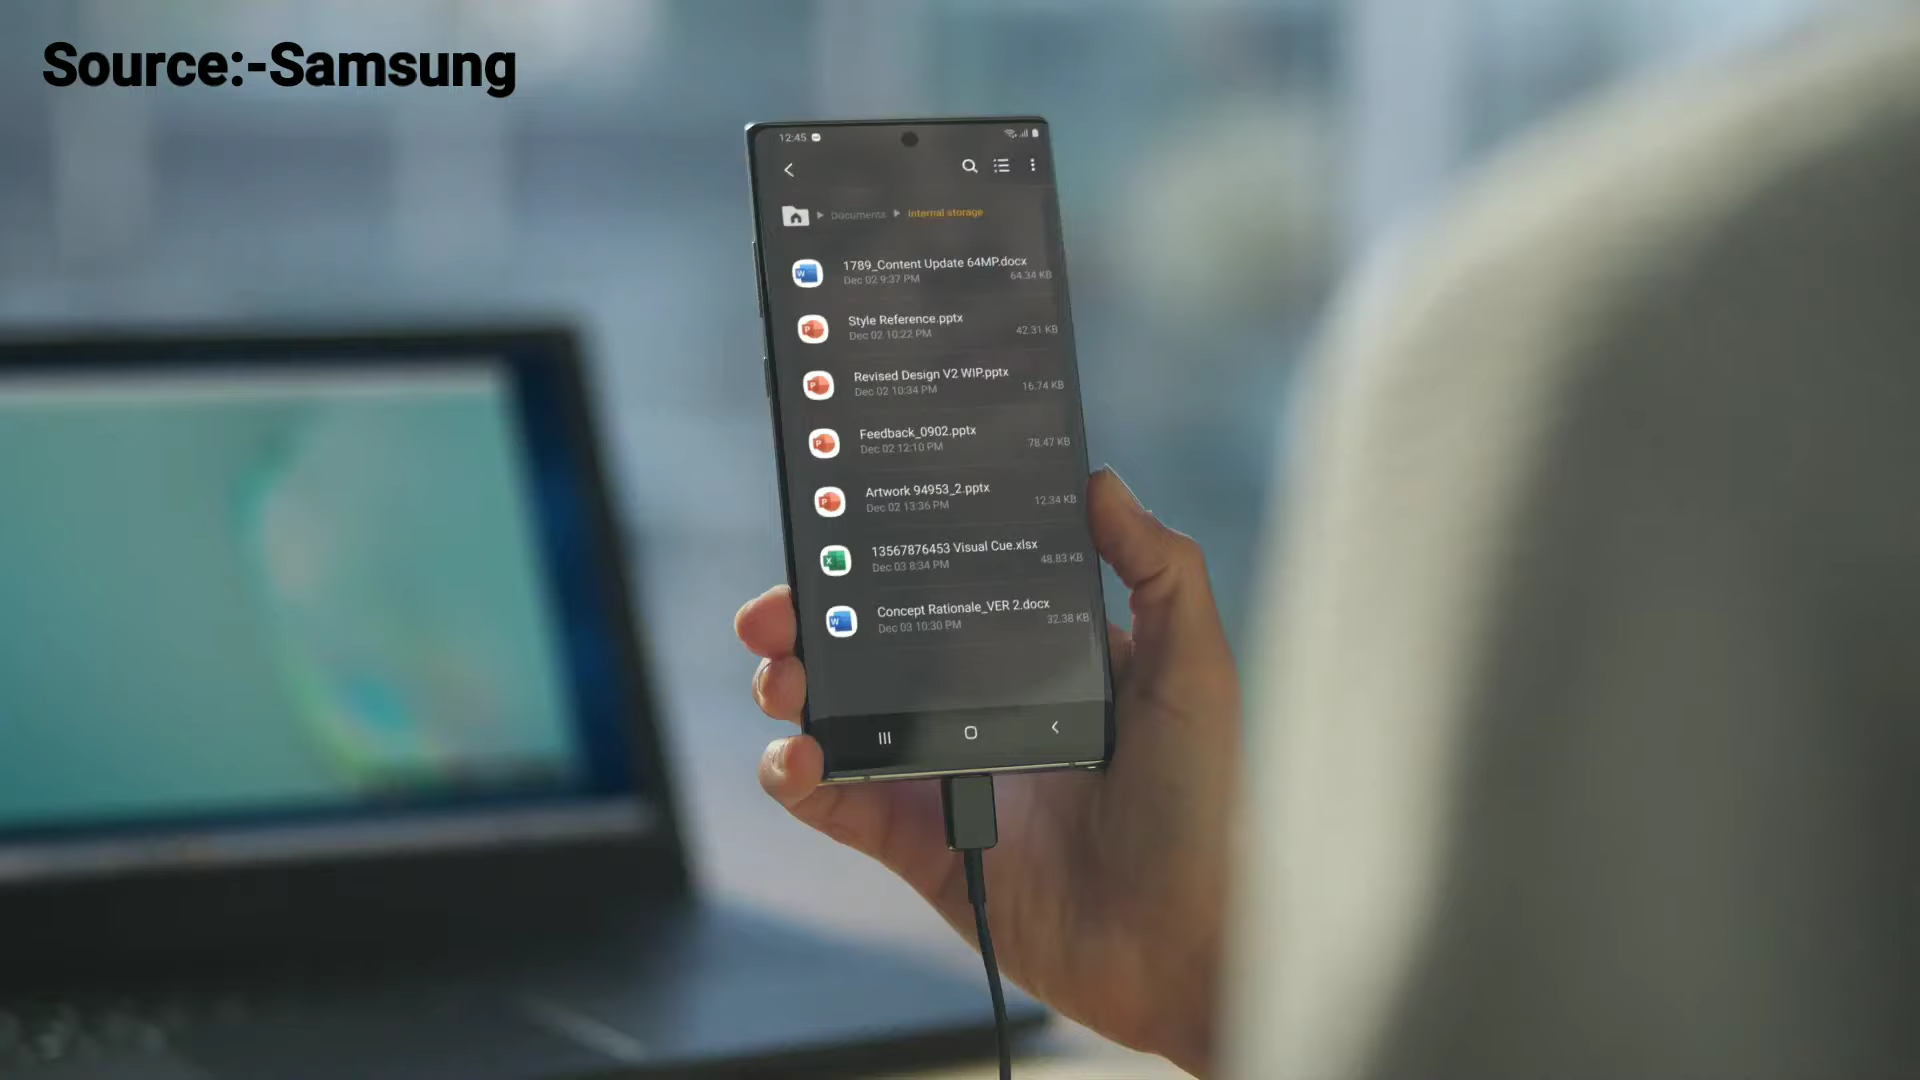 Source:-Samsung
12:45
Documents Internal storage
1789_Content Update 64MP.docx
Dec 02 9:37 PM 64.34 KB
Style Reference.pptx
Dec 02 10:22 PM 42.31 KB
Revised Design V2 WIP.pptx
Dec 02 10:34 PM 16.74 KB
Feedback_0902.pptx
Dec 02 12:10 PM 78.47 KB
Artwork 94953_2.pptx
Dec 02 13:36 PM 12.34 KB
13567876453 Visual Cue.xlsx
Dec 03 8:34 PM 48.83 KB
Concept Rationale_VER 2.docx
Dec 03 10:30 PM 32.38 KB